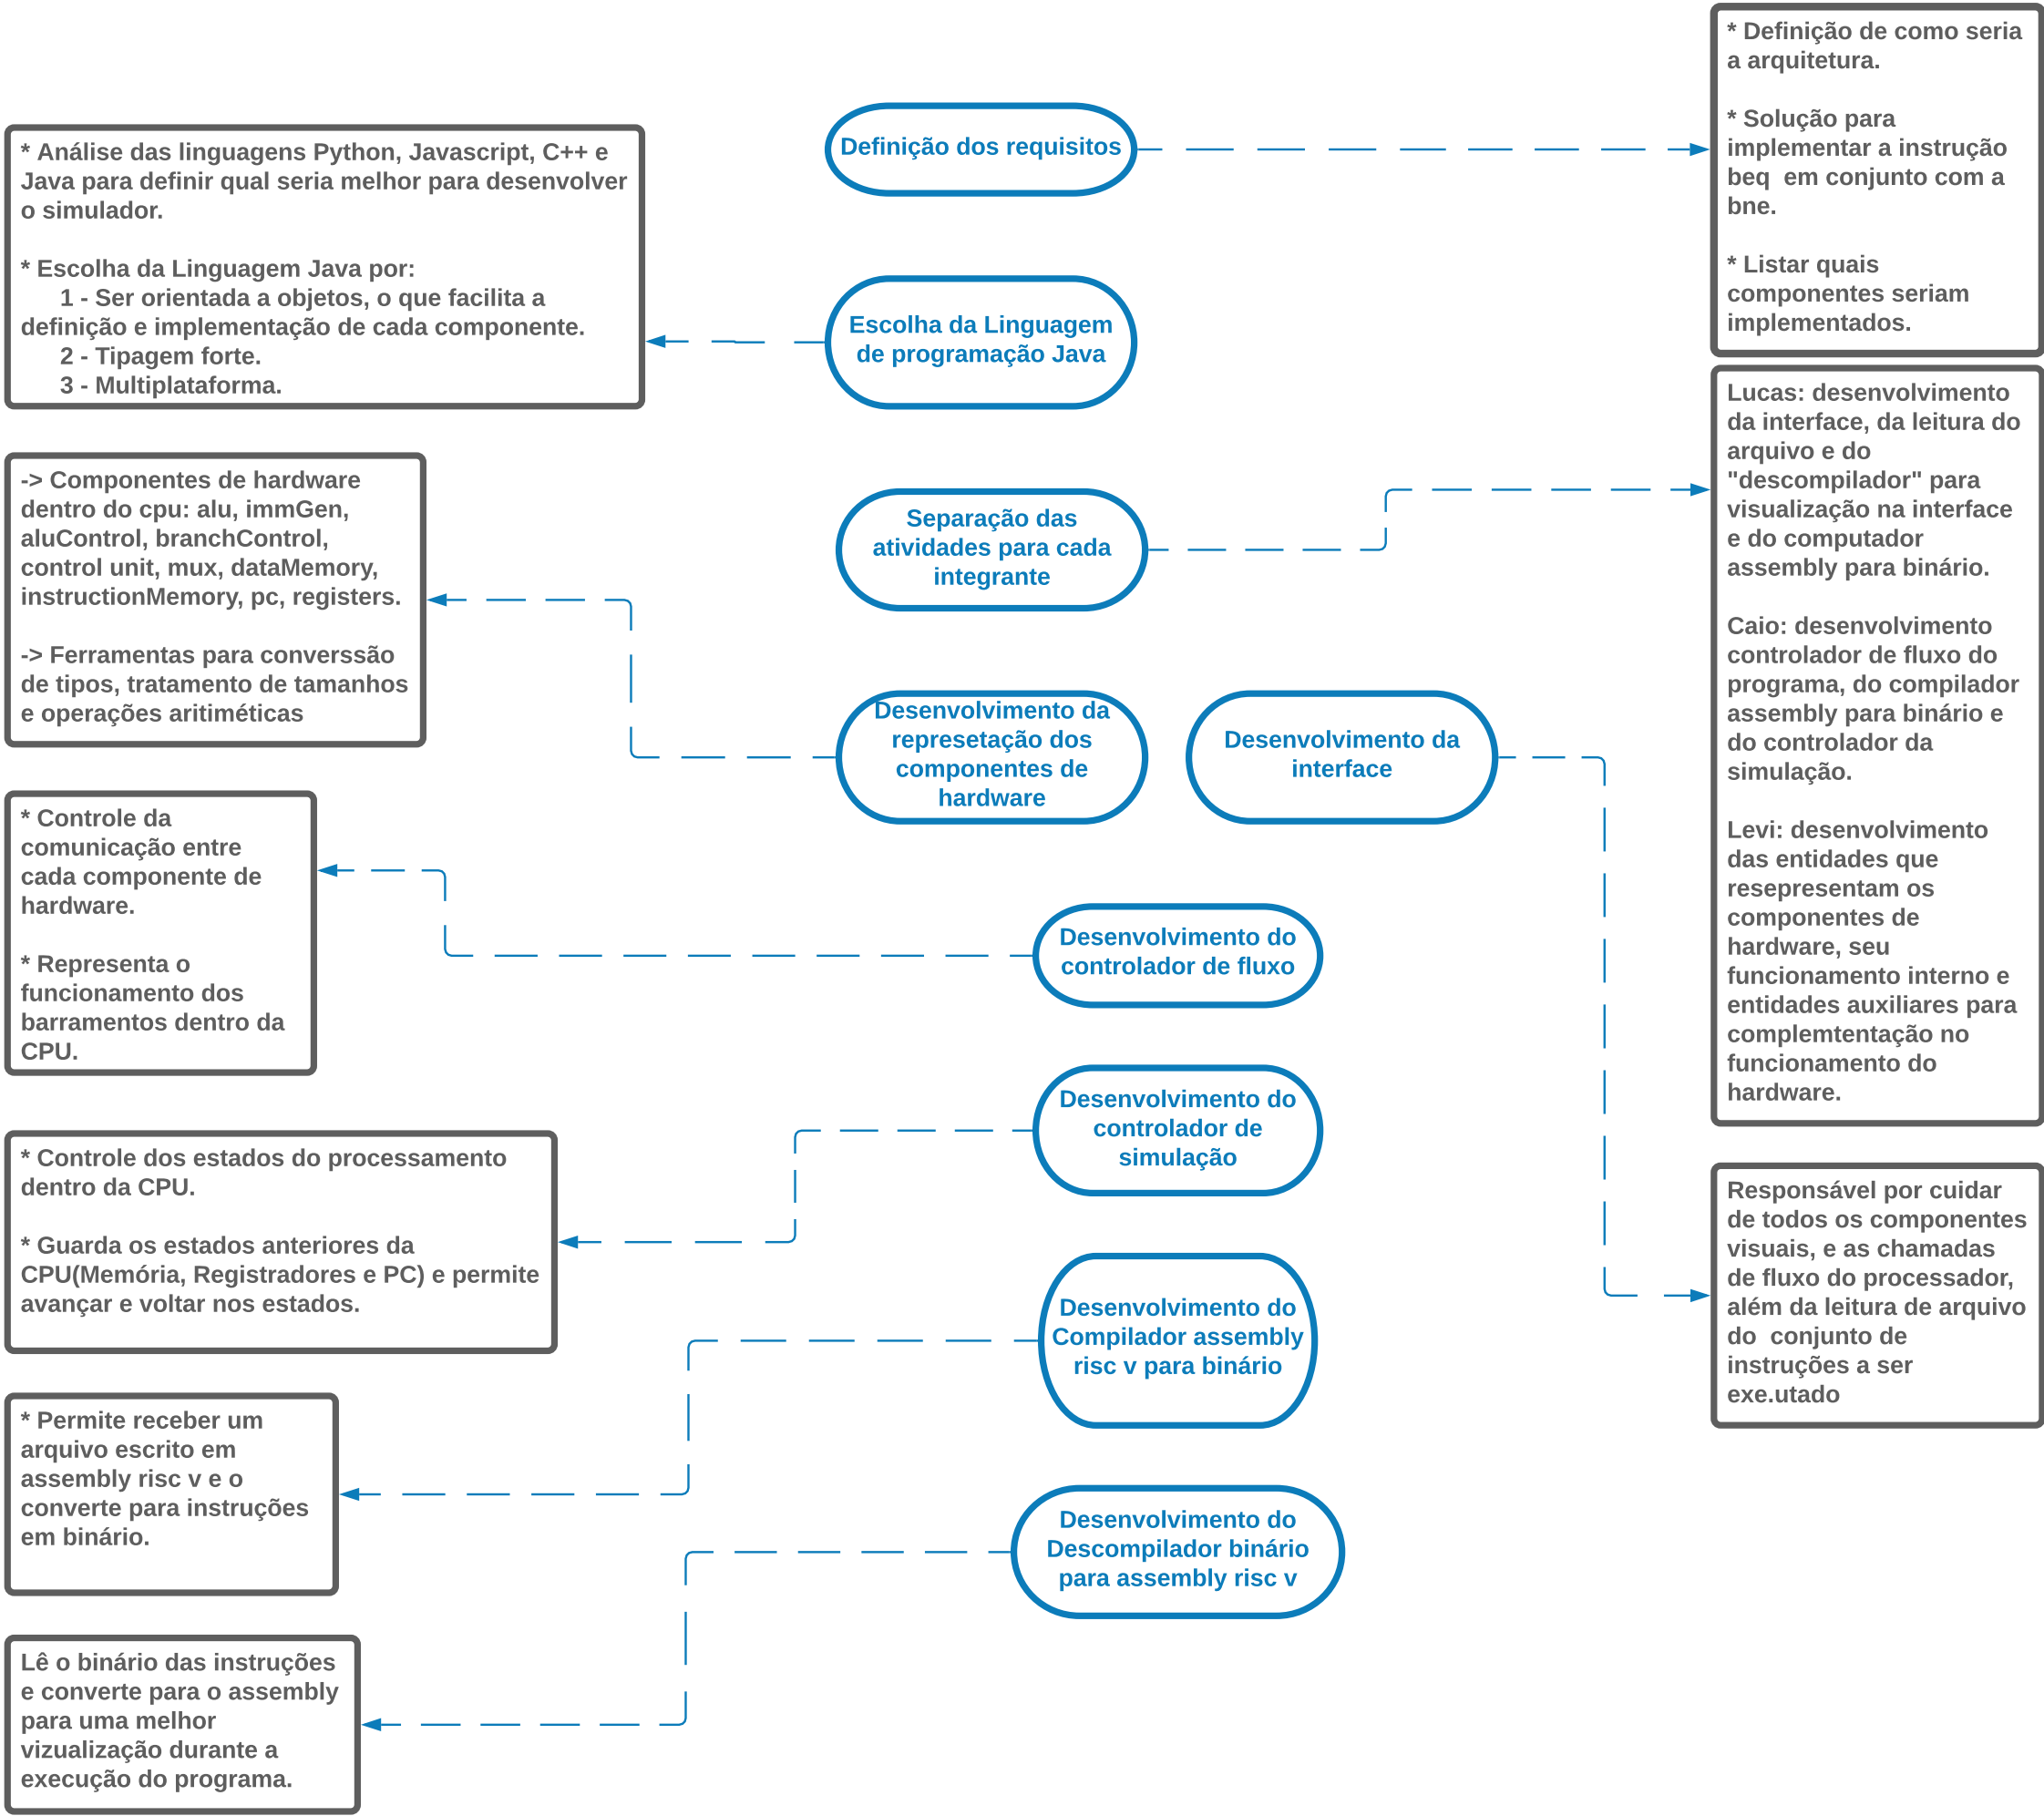 * Definição de como seria
a arquitetura.
* Solução para
implementar a instrução
beq  em conjunto com a
bne.
* Listar quais
componentes seriam
implementados.
Definição dos requisitos
* Análise das linguagens Python, Javascript, C++ e
Java para definir qual seria melhor para desenvolver
o simulador.
* Escolha da Linguagem Java por:
1 - Ser orientada a objetos, o que facilita a
definição e implementação de cada componente.
2 - Tipagem forte.
3 - Multiplataforma.
Escolha da Linguagem
de programação Java
Lucas: desenvolvimento
da interface, da leitura do
arquivo e do
"descompilador" para
visualização na interface
e do computador
assembly para binário.
Caio: desenvolvimento
controlador de fluxo do
programa, do compilador
assembly para binário e
do controlador da
simulação.
Levi: desenvolvimento
das entidades que
resepresentam os
componentes de
hardware, seu
funcionamento interno e
entidades auxiliares para
complemtentação no
funcionamento do
hardware.
Separação das
atividades para cada
integrante
-> Componentes de hardware
dentro do cpu: alu, immGen,
aluControl, branchControl,
control unit, mux, dataMemory,
instructionMemory, pc, registers.
-> Ferramentas para converssão
de tipos, tratamento de tamanhos
e operações aritiméticas
Desenvolvimento da
represetação dos
componentes de
hardware
Desenvolvimento da
interface
* Controle da
comunicação entre
cada componente de
hardware.
* Representa o
funcionamento dos
barramentos dentro da
CPU.
Desenvolvimento do
controlador de fluxo
Desenvolvimento do
controlador de
simulação
* Controle dos estados do processamento
dentro da CPU.
* Guarda os estados anteriores da
CPU(Memória, Registradores e PC) e permite
avançar e voltar nos estados.
Responsável por cuidar
de todos os componentes
visuais, e as chamadas
de fluxo do processador,
além da leitura de arquivo
do  conjunto de
instruções a ser
exe.utado
Desenvolvimento do
Compilador assembly
risc v para binário
* Permite receber um
arquivo escrito em
assembly risc v e o
converte para instruções
em binário.
Desenvolvimento do
Descompilador binário
para assembly risc v
Lê o binário das instruções
e converte para o assembly
para uma melhor
vizualização durante a
execução do programa.